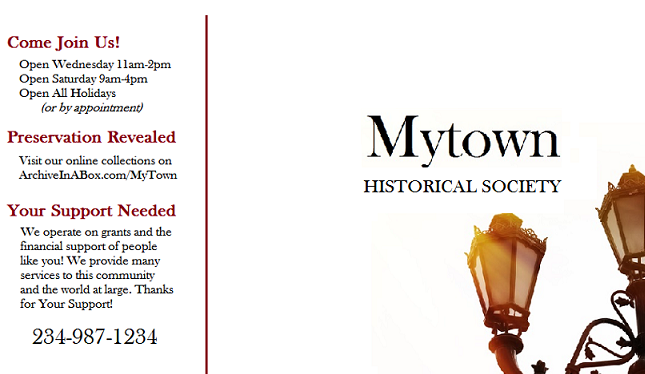 Come Join Us!
Open Wednesday 11am-2pm
Open Saturday 9am-4pm
Open All Holidays
(or by appointment)
Preservation Revealed
Visit our online collections on
ArchiveInABox.com/MyTown
Your Support Needed
We operate on grants and the
financial support of people
like you! We provide many
services to this community
and the world at large. Thanks
for Your Support!
234-987-1234
Mytown
HISTORICAL SOCIETY